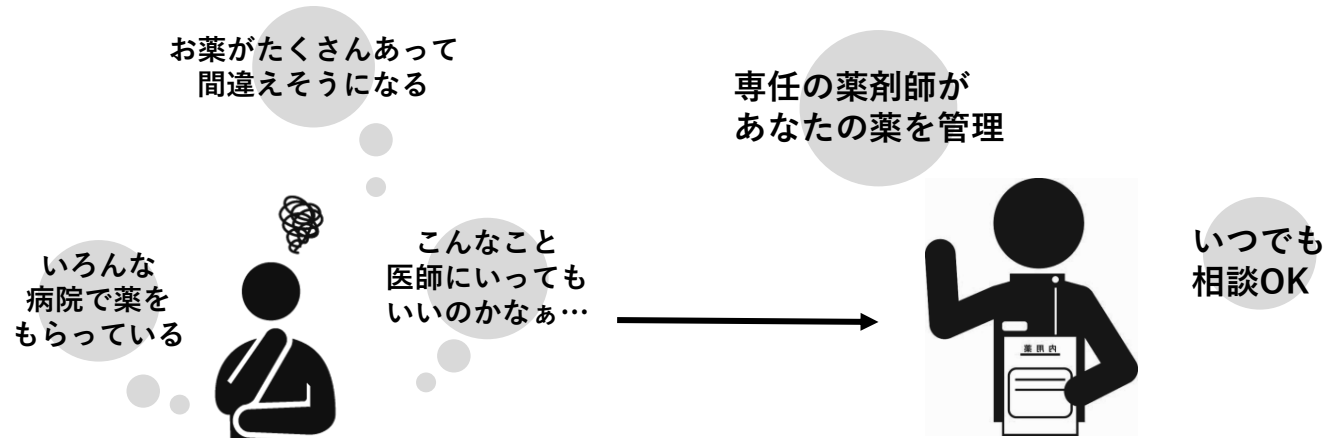 お薬がたくさんあって
間違えそうになる
いろんな
病院で薬を
もらっている
こんなこと
医師にいっても
いいのかなぁ…
専任の薬剤師が
あなたの薬を管理
いつでも
相談OK
内用薬